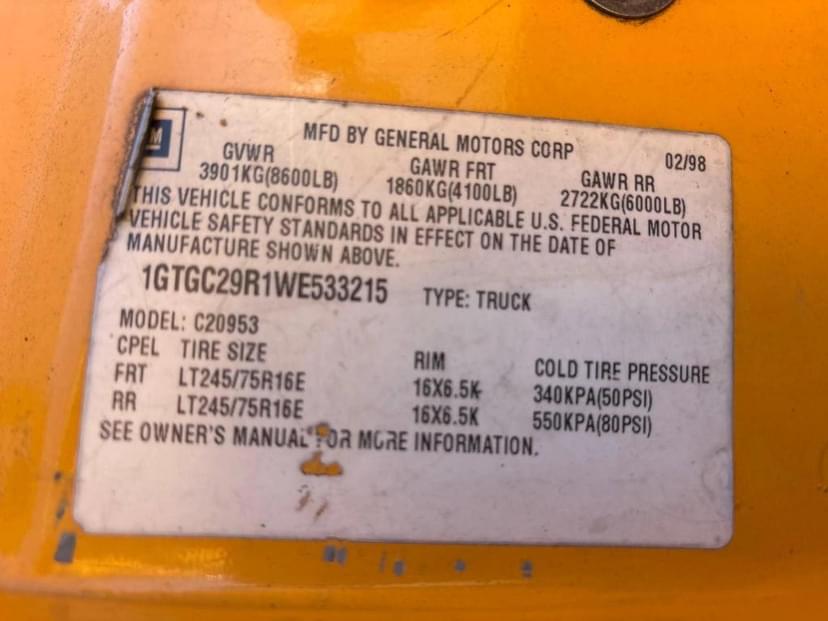 MFD BY GENERAL MOTORS CORP 02/98
GVWR GAWR FRT GAWR RR
3901KG(8600LB) 1860KG(4100LB) 2722KG(6000LB)
THIS VEHICLE CONFORMS TO ALL APPLICABLE U.S. FEDERAL MOTOR
VEHICLE SAFETY STANDARDS IN EFFECT ON THE DATE OF
MANUFACTURE SHOWN ABOVE.
1GTGC29R1WE533215 TYPE: TRUCK
MODEL: C20953
CPEL TIRE SIZE RIM COLD TIRE PRESSURE
FRT LT245/75R16E 16X6.5K 340KPA(50PSI)
RR LT245/75R16E 16X6.5K 550KPA(80PSI)
SEE OWNER'S MANUAL FOR MORE INFORMATION.